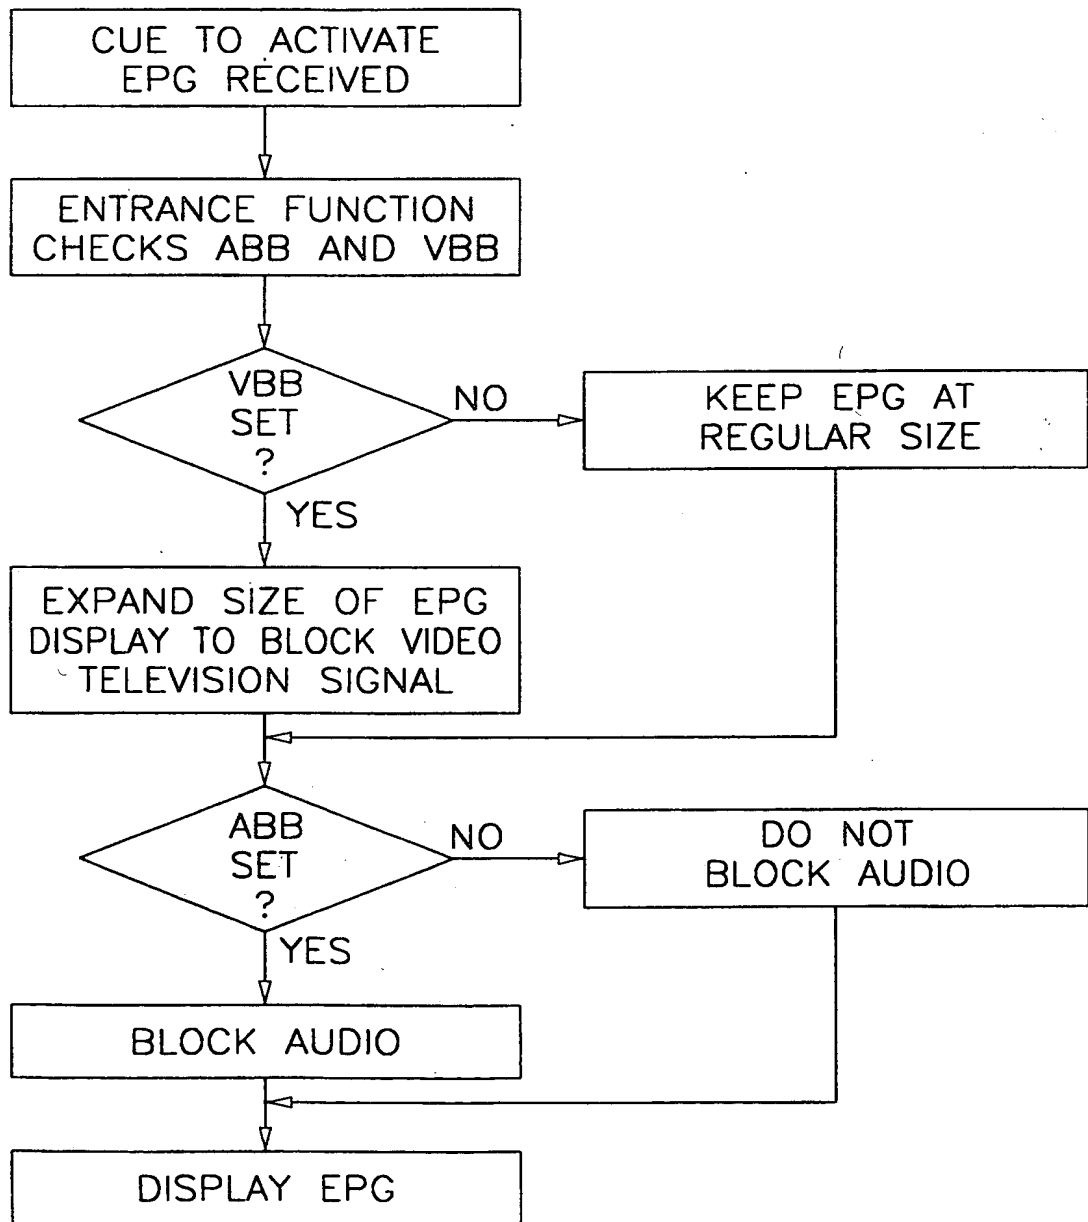 CUE TO ACTIVATE
EPG RECEIVED
ENTRANCE FUNCTION
CHECKS ABB AND VBB
VBB
SET
?
NO
KEEP EPG AT
REGULAR SIZE
YES
EXPAND SIZE OF EPG
DISPLAY TO BLOCK VIDEO
TELEVISION SIGNAL
ABB
SET
?
NO
DO NOT
BLOCK AUDIO
YES
BLOCK AUDIO
DISPLAY EPG